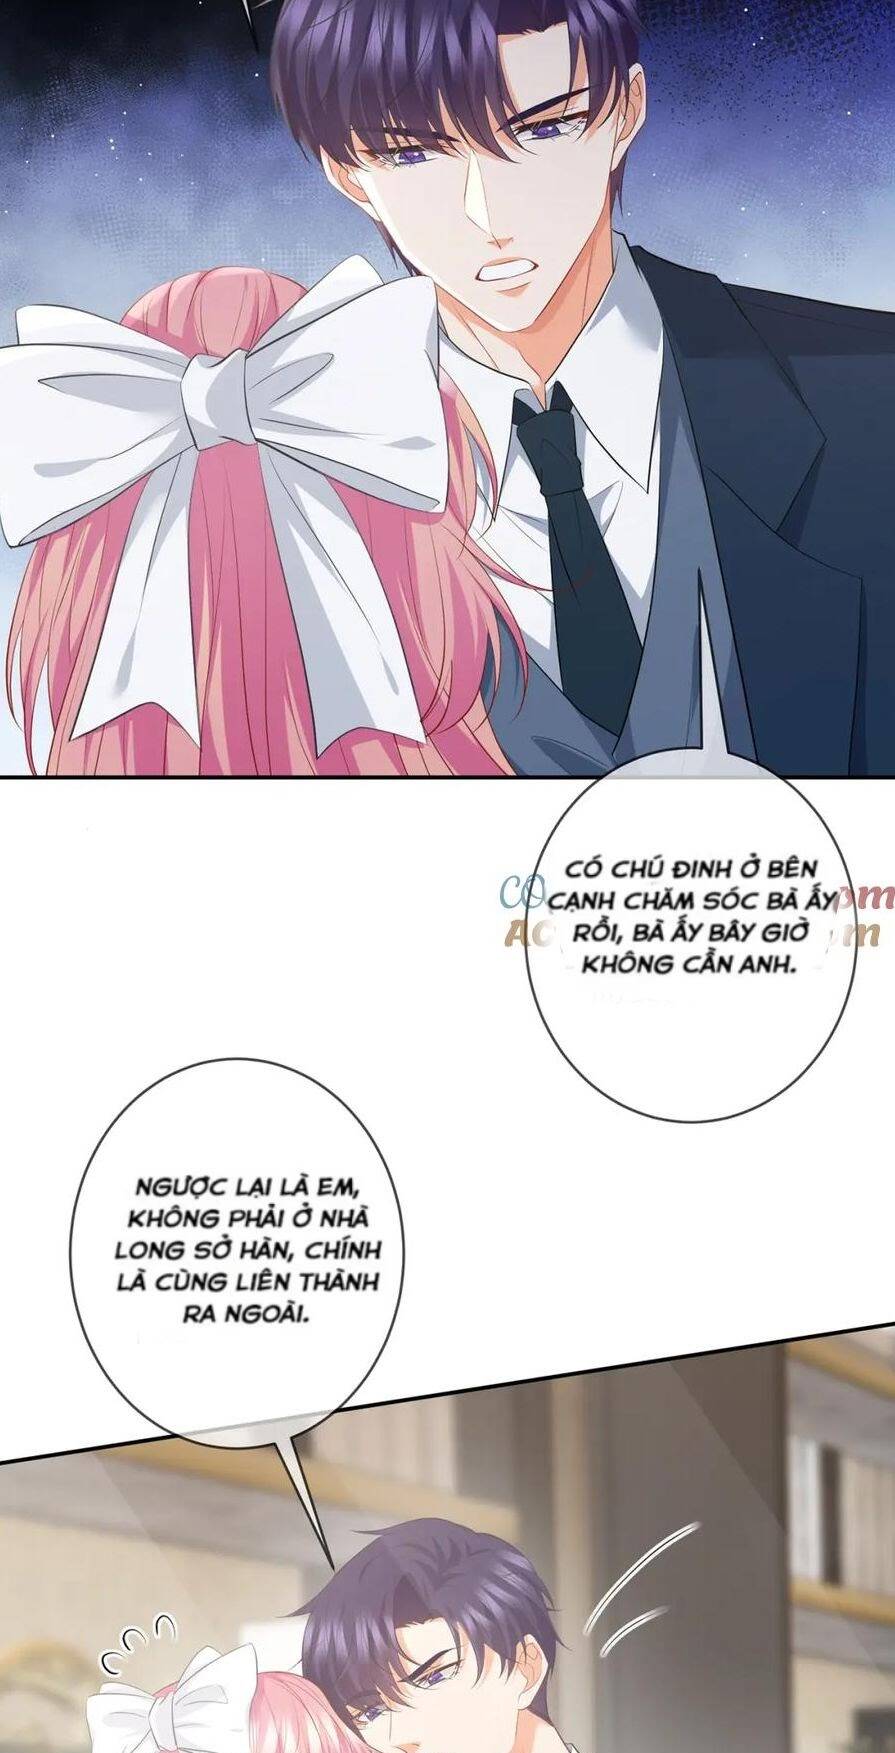 CÓ CHÚ ĐINH Ở BÊN
CẠNH CHĂM SÓC BÀ ẤY
RỒI, BÀ ẤY BÂY GIỜ
KHÔNG CẦN ANH.
NGƯỢC LẠI LÀ EM,
KHÔNG PHẢI Ở NHÀ
LONG SỞ HÀN, CHÍNH
LÀ CÙNG LIÊN THÀNH
RA NGOÀI.